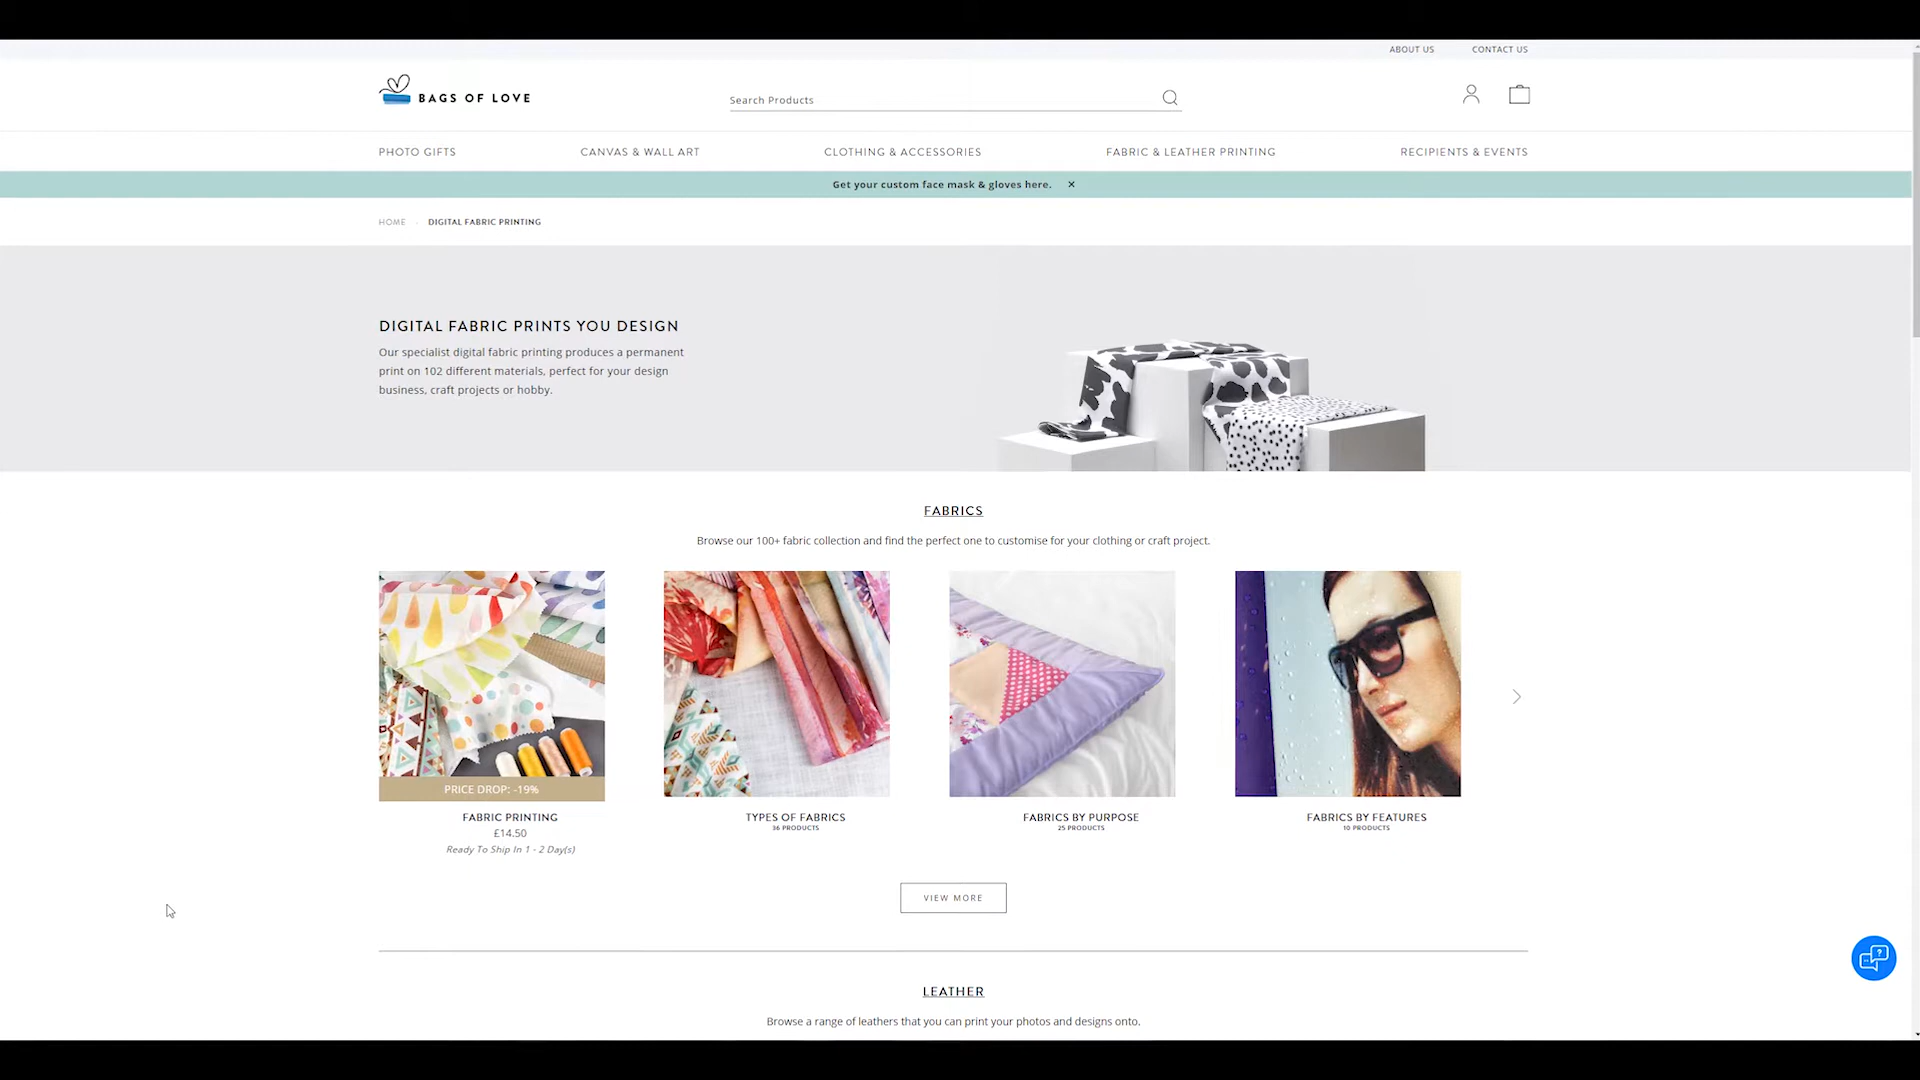 ABOUT US
CONTACT US
BAGS OF LOVE
Search Products
PHOTO GIFTS
CANVAS & WALL ART
CLOTHING & ACCESSORIES
FABRIC & LEATHER PRINTING
RECIPIENTS & EVENTS
Get your custom face mask & gloves here. ✕
HOME - DIGITAL FABRIC PRINTING
DIGITAL FABRIC PRINTS YOU DESIGN
Our specialist digital fabric printing produces a permanent
print on 102 different materials, perfect for your design
business, craft projects or hobby.
FABRICS
Browse our 100+ fabric collection and find the perfect one to customise for your clothing or craft project.
PRICE DROP: -19%
FABRIC PRINTING
£14.50
Ready To Ship In 1 - 2 Day(s)
TYPES OF FABRICS
36 PRODUCTS
FABRICS BY PURPOSE
25 PRODUCTS
FABRICS BY FEATURES
10 PRODUCTS
VIEW MORE
LEATHER
Browse a range of leathers that you can print your photos and designs onto.